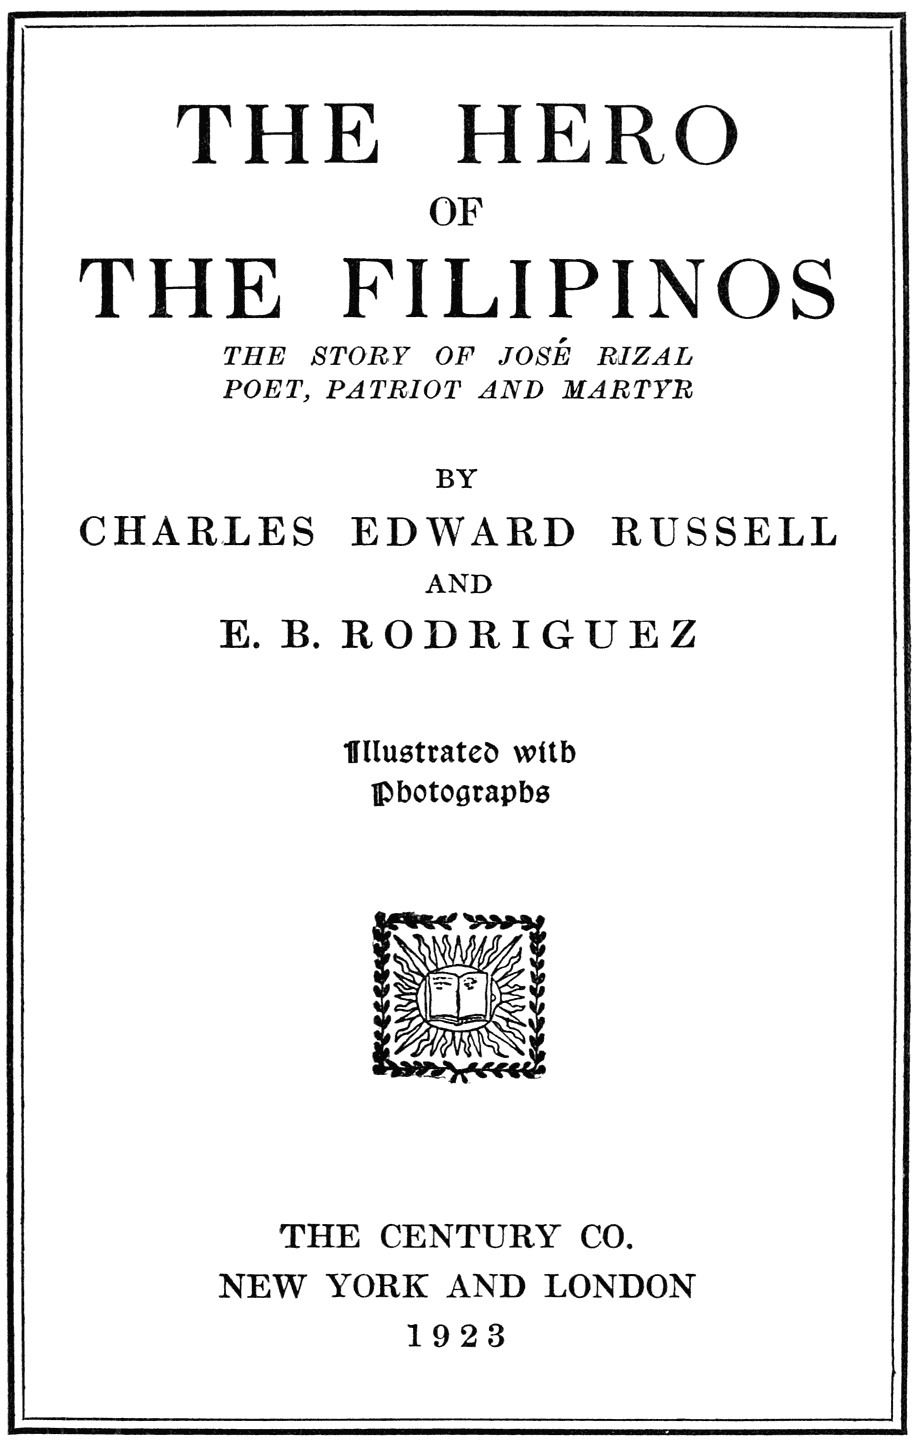 THE HERO
OF
THE FILIPINOS
THE STORY OF JOSÉ RIZAL
POET, PATRIOT AND MARTYR
BY
CHARLES EDWARD RUSSELL
AND
E. B. RODRIGUEZ
Illustrated with
Photographs
THE CENTURY CO.
NEW YORK AND LONDON
1923